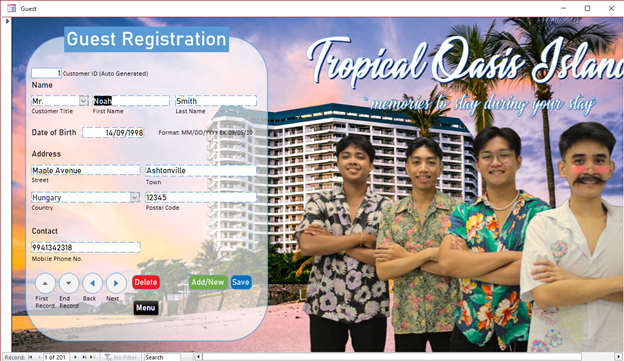 Guest
Guest Registration
Tropical Oasis Island
"memories to stay during your stay"
1 Customer ID (Auto Generated)
Name
Mr. Noah Smith
Customer Title First Name Last Name
Date of Birth 14/09/1998 Format: MM/DD/YYYY Ex. 09/05/10
Address
Maple Avenue Ashtonville
Street Town
Hungary 12345
Country Postal Code
Contact
9941342318
Mobile Phone No.
Delete Add/New Save
First Record End Record Back Next
Menu
Record: 1 of 201 No Filter Search